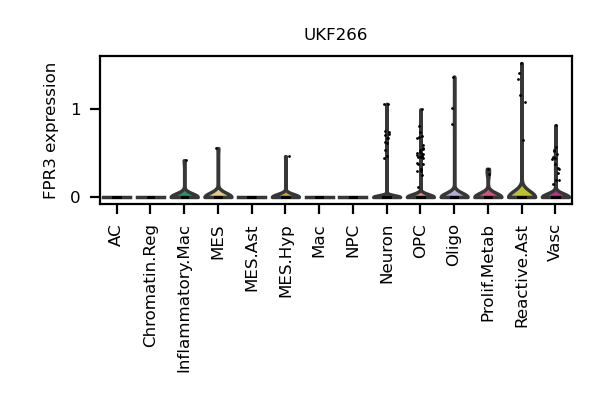 UKF266
FPR3 expression
1
0
AC
Chromatin.Reg
Inflammatory.Mac
MES
MES.Ast
MES.Hyp
Mac
NPC
Neuron
OPC
Oligo
Prolif.Metab
Reactive.Ast
Vasc